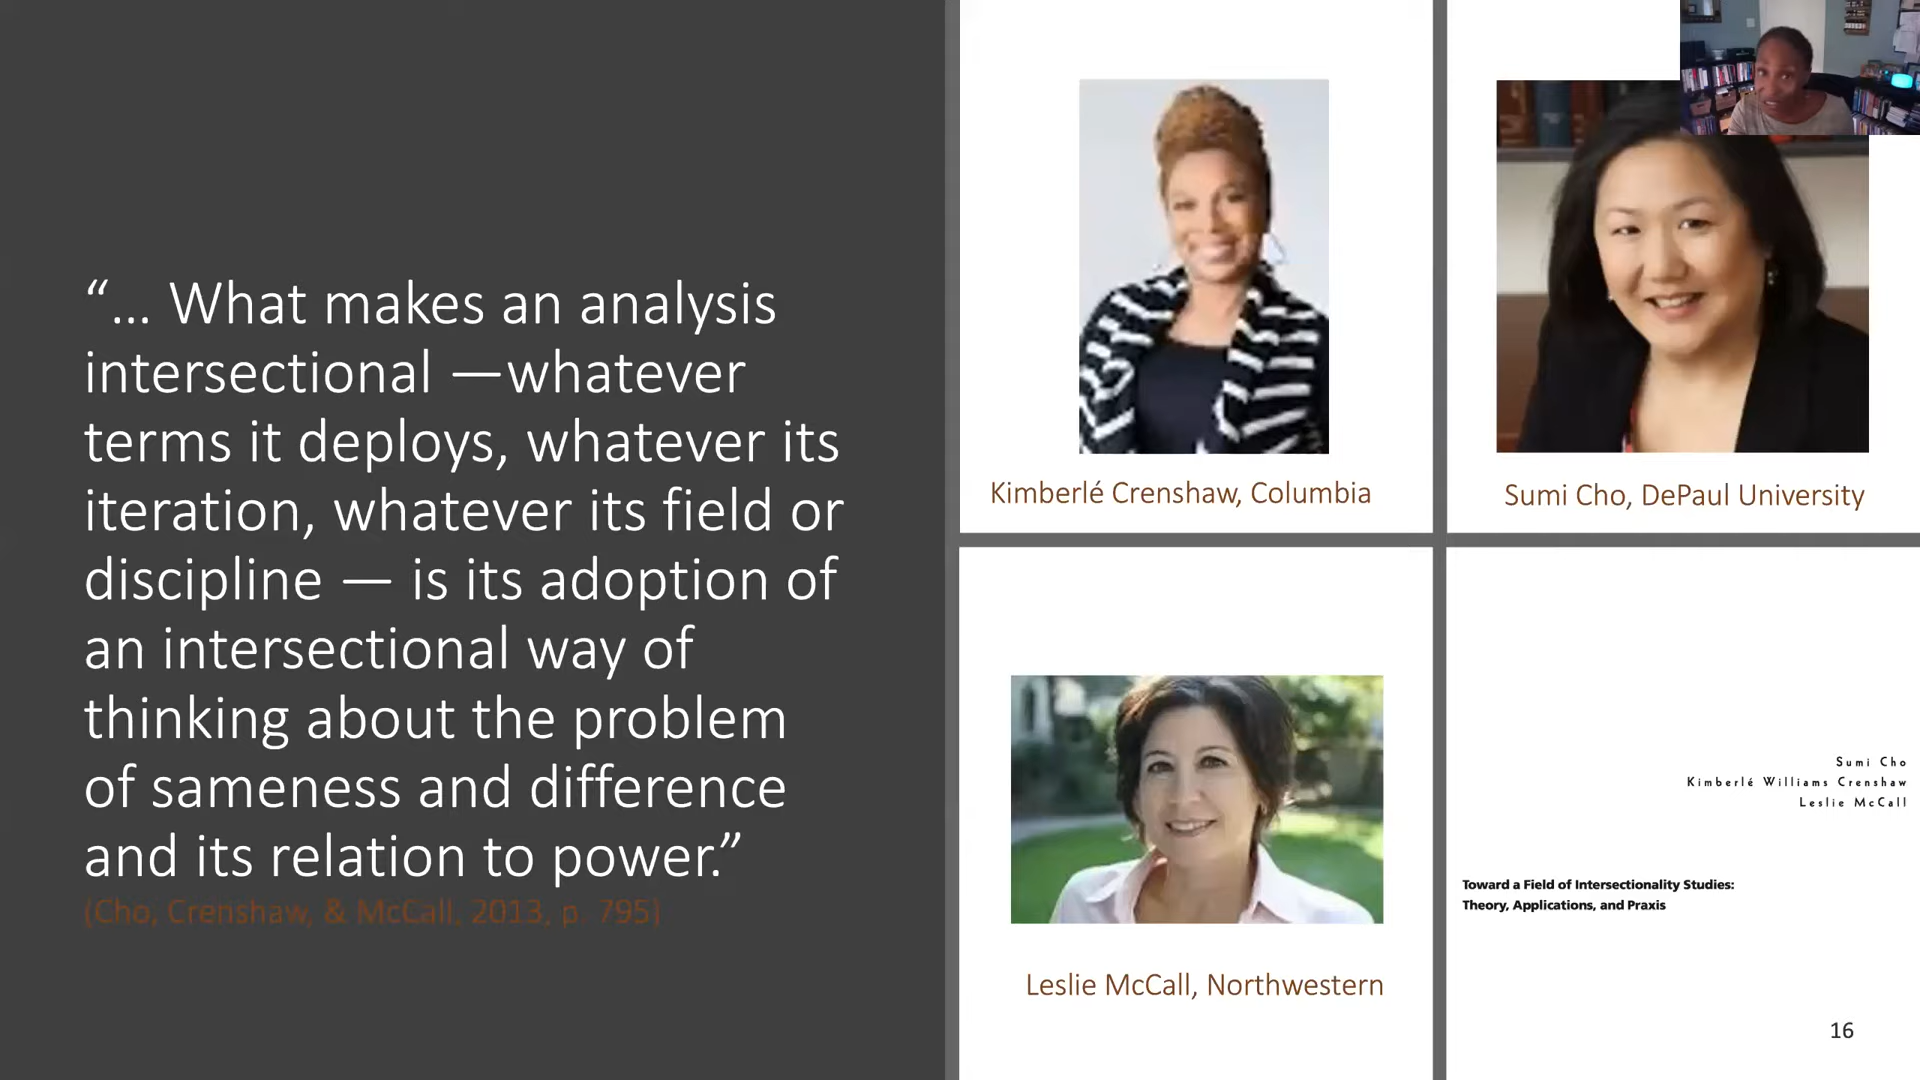 “... What makes an analysis
intersectional —whatever
terms it deploys, whatever its
iteration, whatever its field or
discipline — is its adoption of
an intersectional way of
thinking about the problem
of sameness and difference
and its relation to power.”
(Cho, Crenshaw, & McCall, 2013, p. 795)
Kimberlé Crenshaw, Columbia
Sumi Cho, DePaul University
Leslie McCall, Northwestern
Sumi Cho
Kimberlé Williams Crenshaw
Leslie McCall
Toward a Field of Intersectionality Studies:
Theory, Applications, and Praxis
16